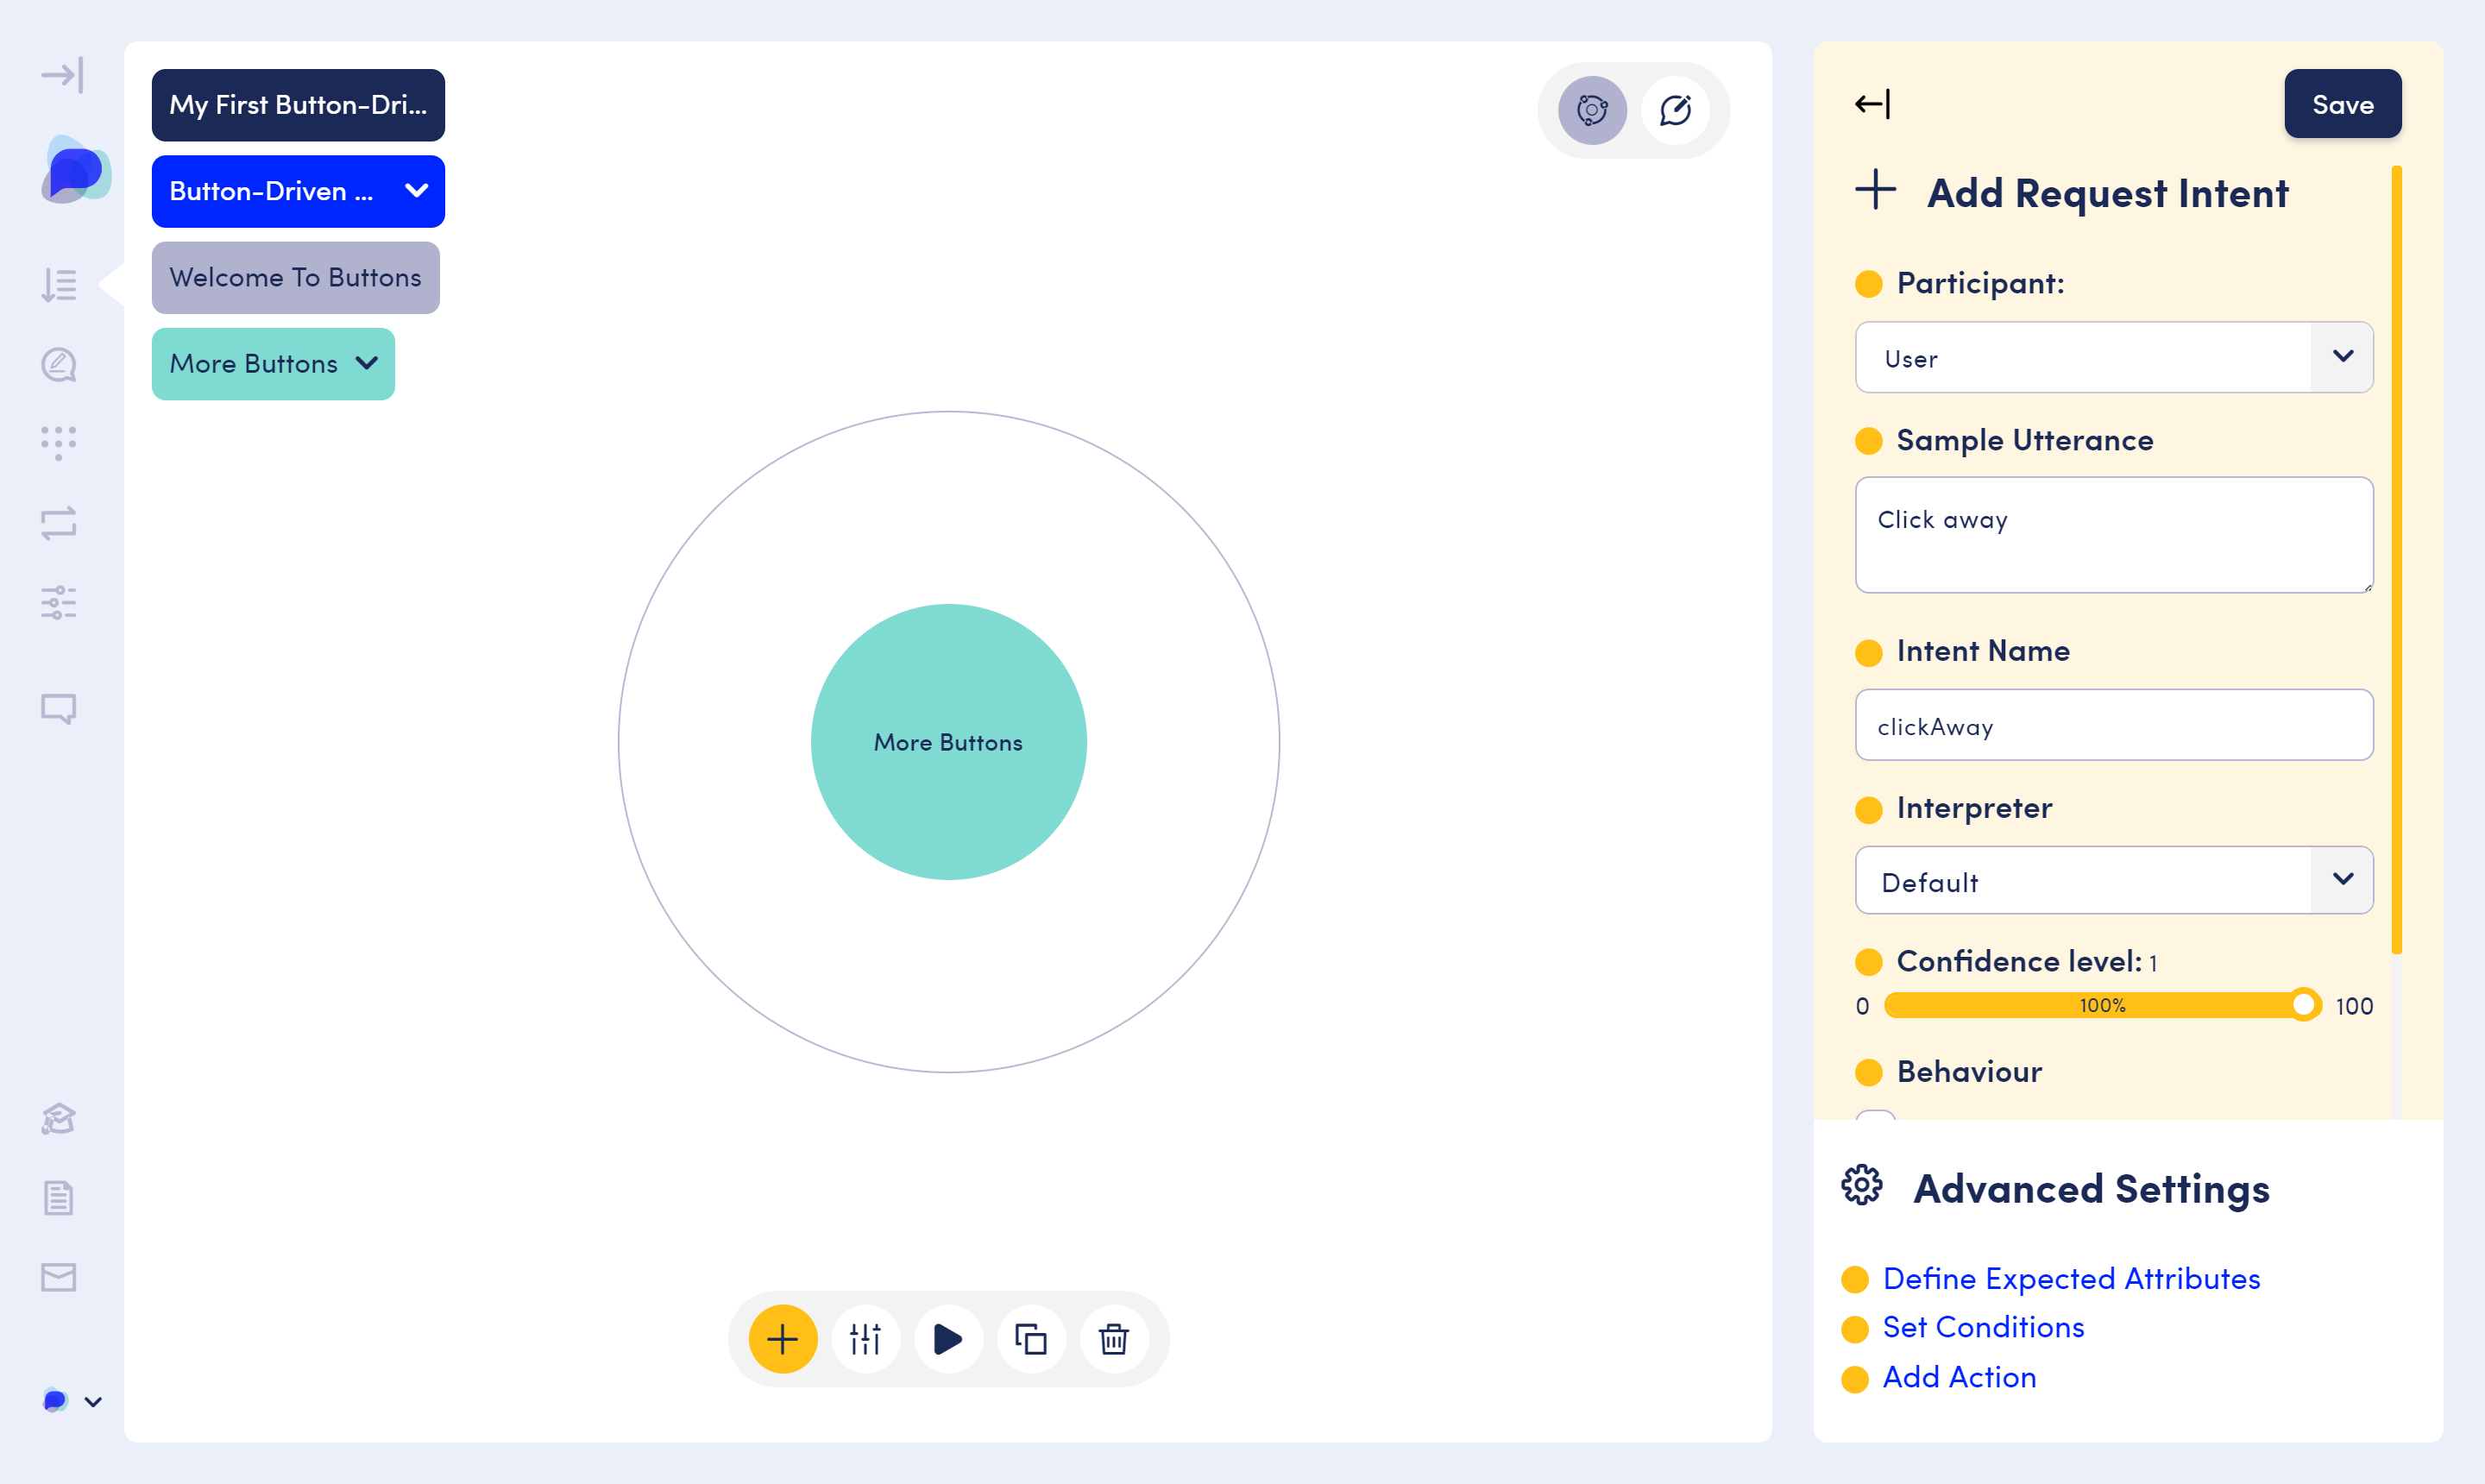 My First Button-Dri...
Button-Driven ...
Welcome To Buttons
More Buttons
More Buttons
Save
Add Request Intent
Participant:
User
Sample Utterance
Click away
Intent Name
clickAway
Interpreter
Default
Confidence level: 1
0 100% 100
Behaviour
Advanced Settings
Define Expected Attributes
Set Conditions
Add Action